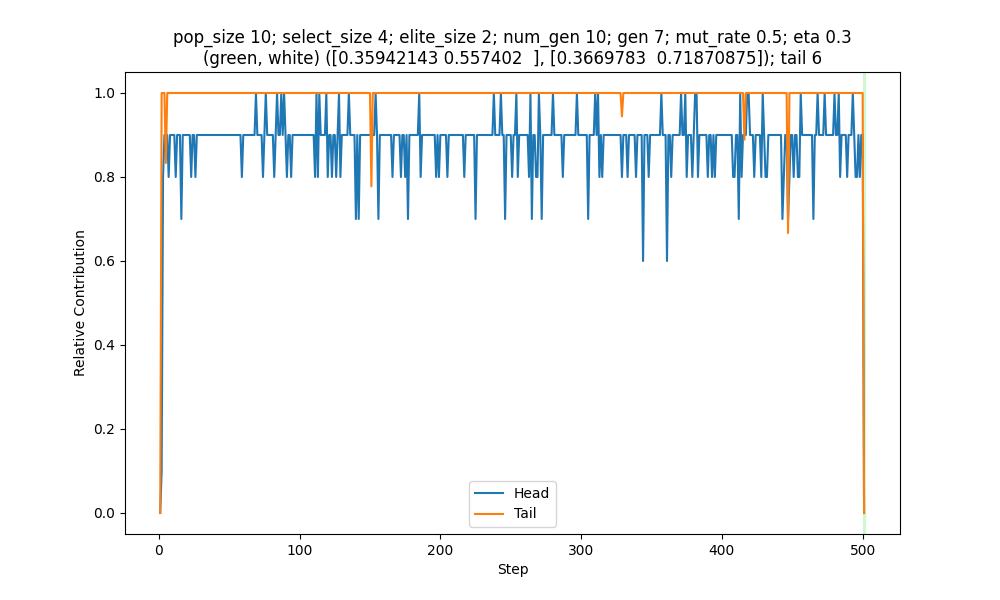 pop_size 10; select_size 4; elite_size 2; num_gen 10; gen 7; mut_rate 0.5; eta 0.3
(green, white) ([0.35942143 0.557402  ], [0.3669783  0.71870875]); tail 6
1.0
0.8
0.6
0.4
0.2
0.0
Relative Contribution
Head
Tail
0
100
200
300
400
500
Step